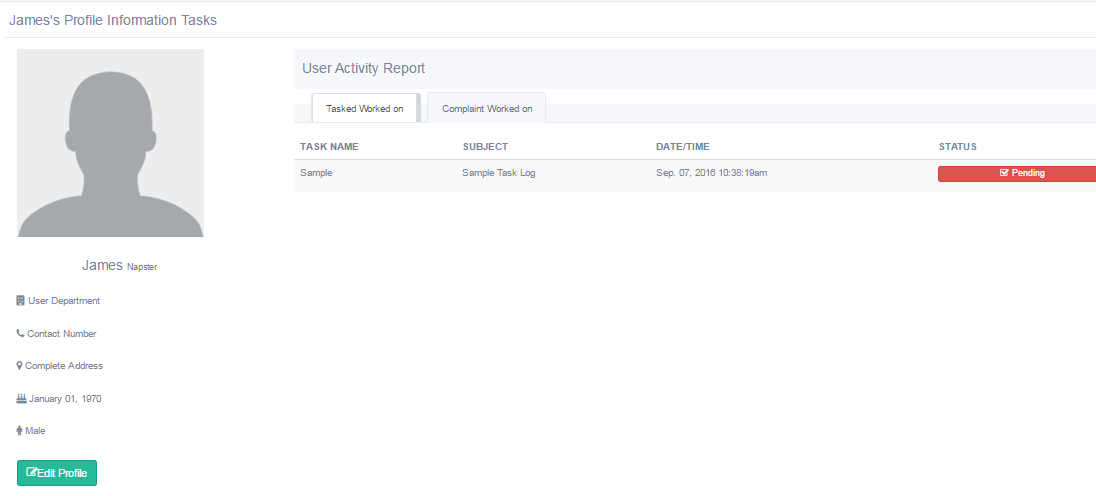 James's Profile Information Tasks
User Activity Report
Tasked Worked on
Complaint Worked on
TASK NAME SUBJECT DATE/TIME STATUS
Sample Sample Task Log Sep. 07, 2016 10:38:19am Pending
James Napster
User Department
Contact Number
Complete Address
January 01, 1970
Male
Edit Profile